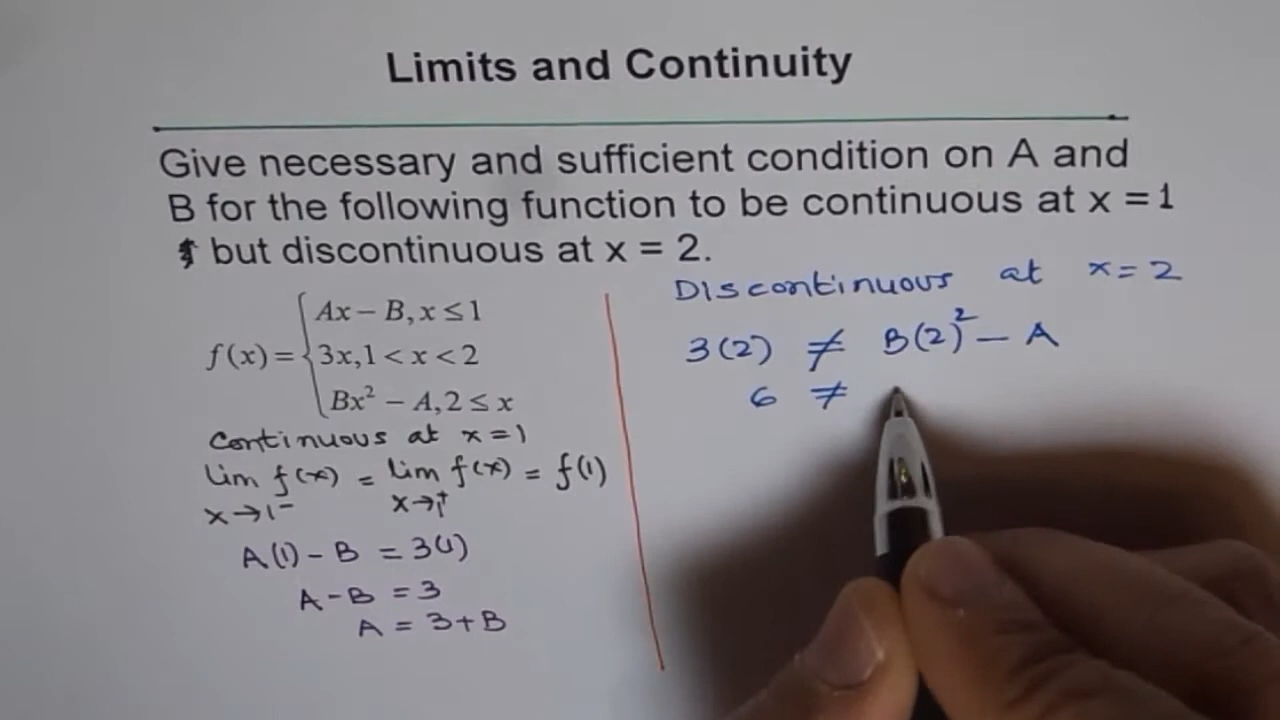 Limits and Continuity
Give necessary and sufficient condition on A and
B for the following function to be continuous at x = 1
but discontinuous at x = 2.
f(x) = { Ax − B, x ≤ 1
3x, 1 < x < 2
Bx² − A, 2 ≤ x
Continuous at x = 1
lim f(x) = lim f(x) = f(1)
x→1⁻ x→1⁺
A(1) − B = 3(1)
A − B = 3
A = 3 + B
Discontinuous at x = 2
3(2) ≠ B(2)² − A
6 ≠